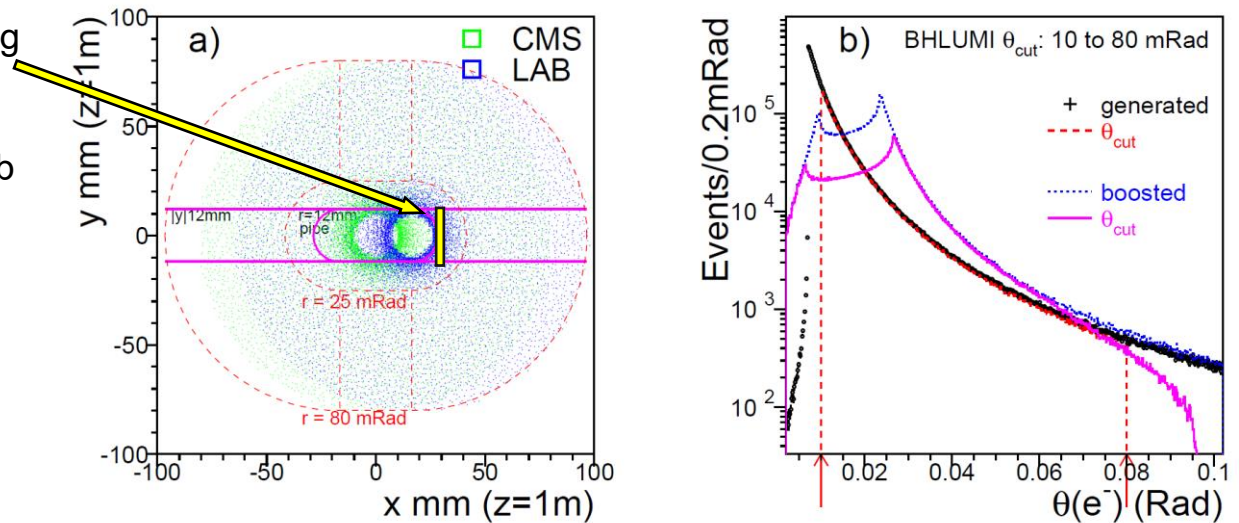 g
b
a)
CMS
LAB
y mm (z=1m)
100
50
0
-50
-100
|y|12mm
r=12mm
pipe
r = 25 mRad
r = 80 mRad
-100 -50 0 50 100
x mm (z=1m)
b)
BHLUMI θcut: 10 to 80 mRad
+ generated
θcut
boosted
θcut
Events/0.2mRad
10^5
10^4
10^3
10^2
0.02 0.04 0.06 0.08 0.1
θ(e⁻) (Rad)